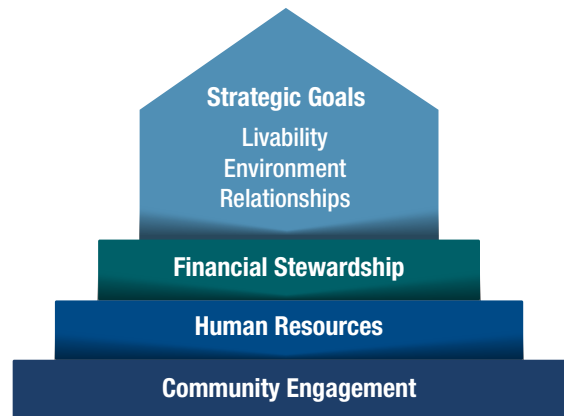 Strategic Goals
Livability
Environment
Relationships
Financial Stewardship
Human Resources
Community Engagement